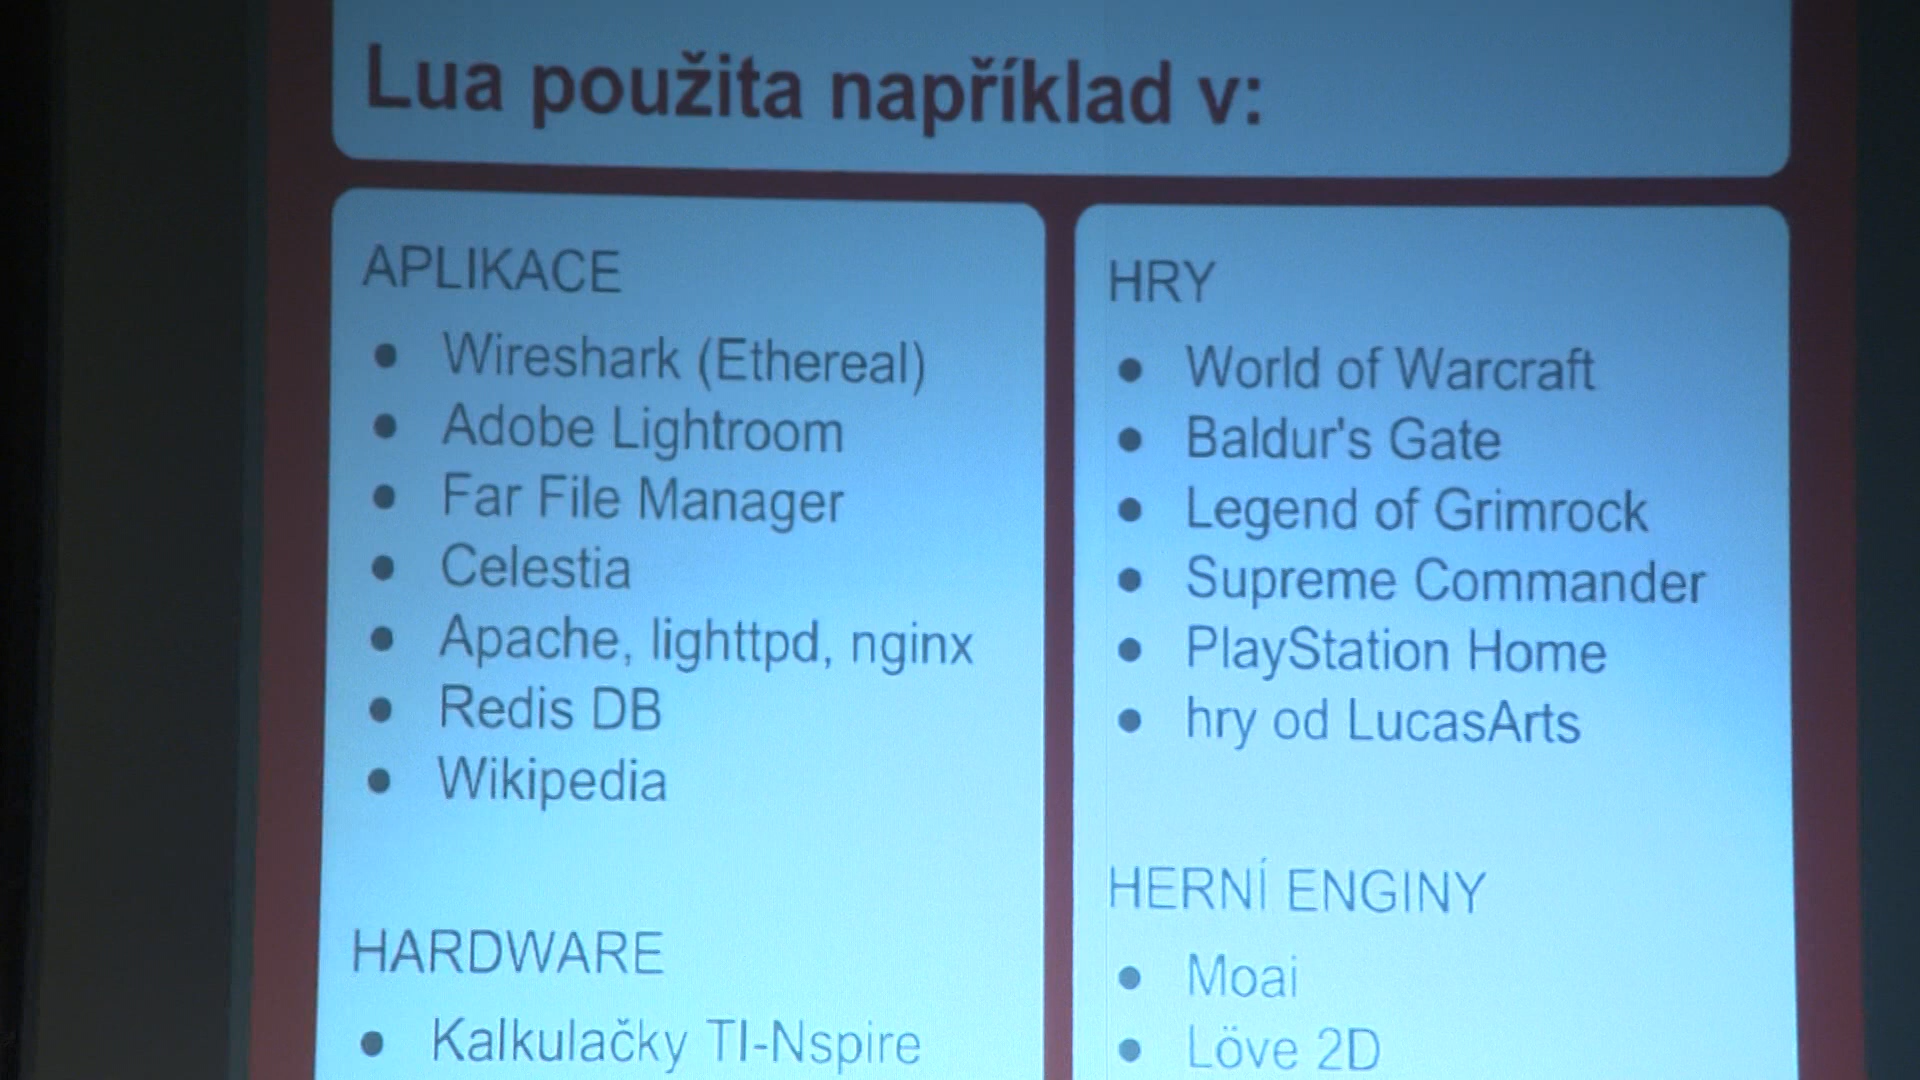 Lua použita například v:
APLIKACE
● Wireshark (Ethereal)
● Adobe Lightroom
● Far File Manager
● Celestia
● Apache, lighttpd, nginx
● Redis DB
● Wikipedia
HARDWARE
● Kalkulačky TI-Nspire
HRY
● World of Warcraft
● Baldur's Gate
● Legend of Grimrock
● Supreme Commander
● PlayStation Home
● hry od LucasArts
HERNÍ ENGINY
● Moai
● Löve 2D